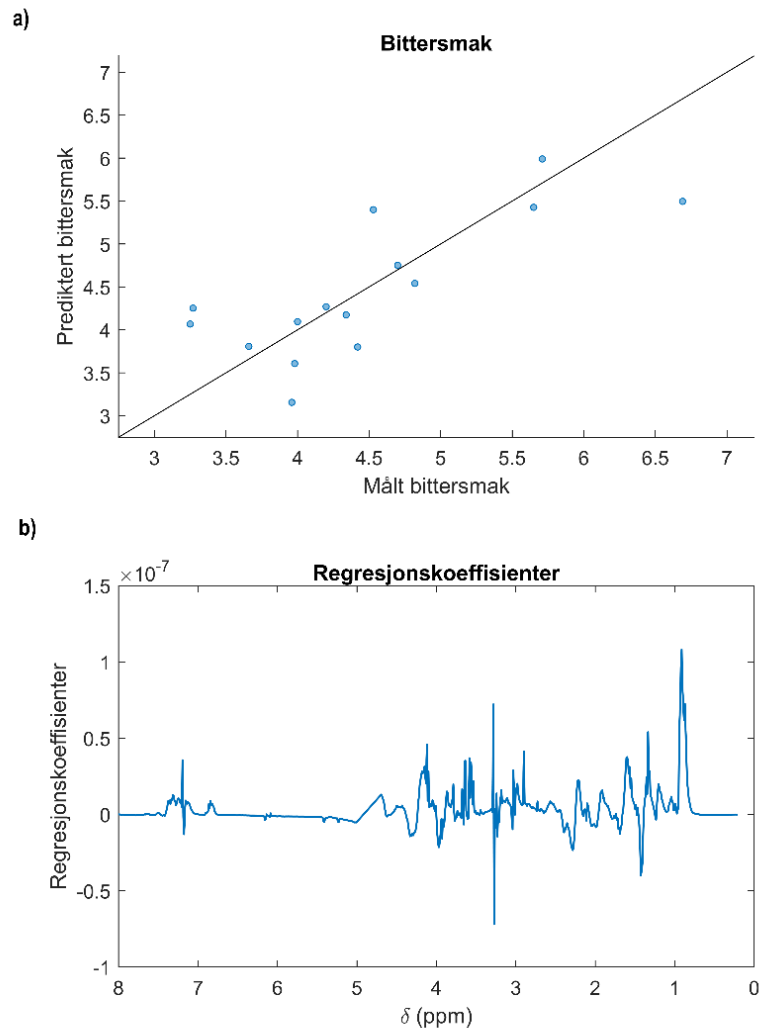 a)
Bittersmak
7
6.5
6
5.5
5
4.5
4
3.5
3
Prediktert bittersmak
3 3.5 4 4.5 5 5.5 6 6.5 7
Målt bittersmak
b)
×10⁻⁷
Regresjonskoeffisienter
1.5
1
0.5
0
-0.5
-1
Regresjonskoeffisienter
8 7 6 5 4 3 2 1 0
δ (ppm)